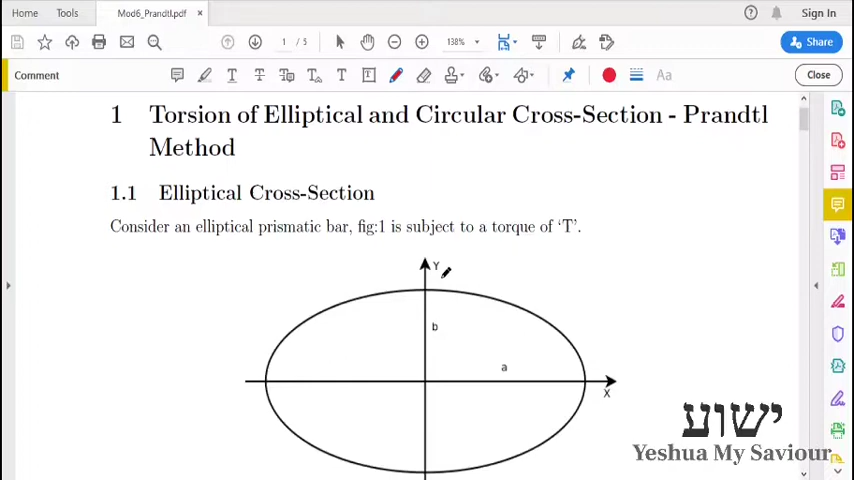 Home Tools Mod6_Prandtl.pdf × Sign In
1 / 5 138% Share
Comment T T T T Aa Close
1 Torsion of Elliptical and Circular Cross-Section - Prandtl
Method
1.1 Elliptical Cross-Section
Consider an elliptical prismatic bar, fig:1 is subject to a torque of ‘T’.
Y
b
a
X
ישוע
Yeshua My Saviour